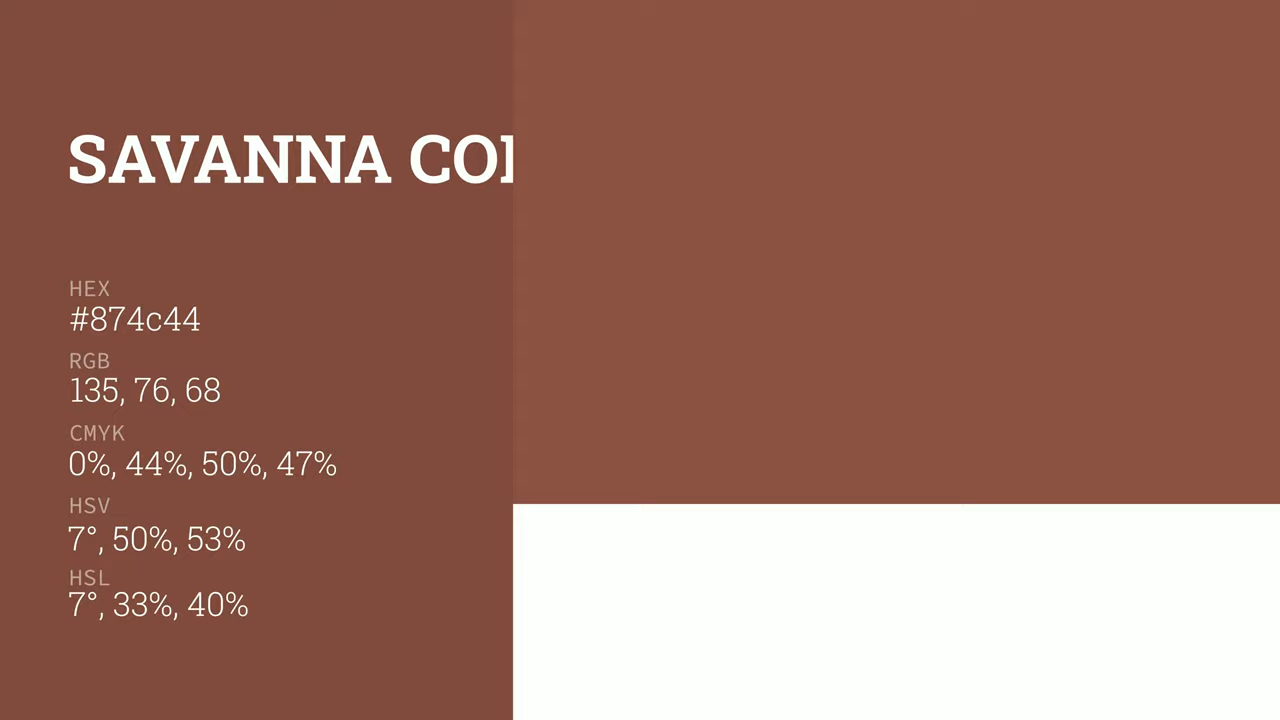 SAVANNA CO
HEX
#874c44
RGB
135, 76, 68
CMYK
0%, 44%, 50%, 47%
HSV
7°, 50%, 53%
HSL
7°, 33%, 40%